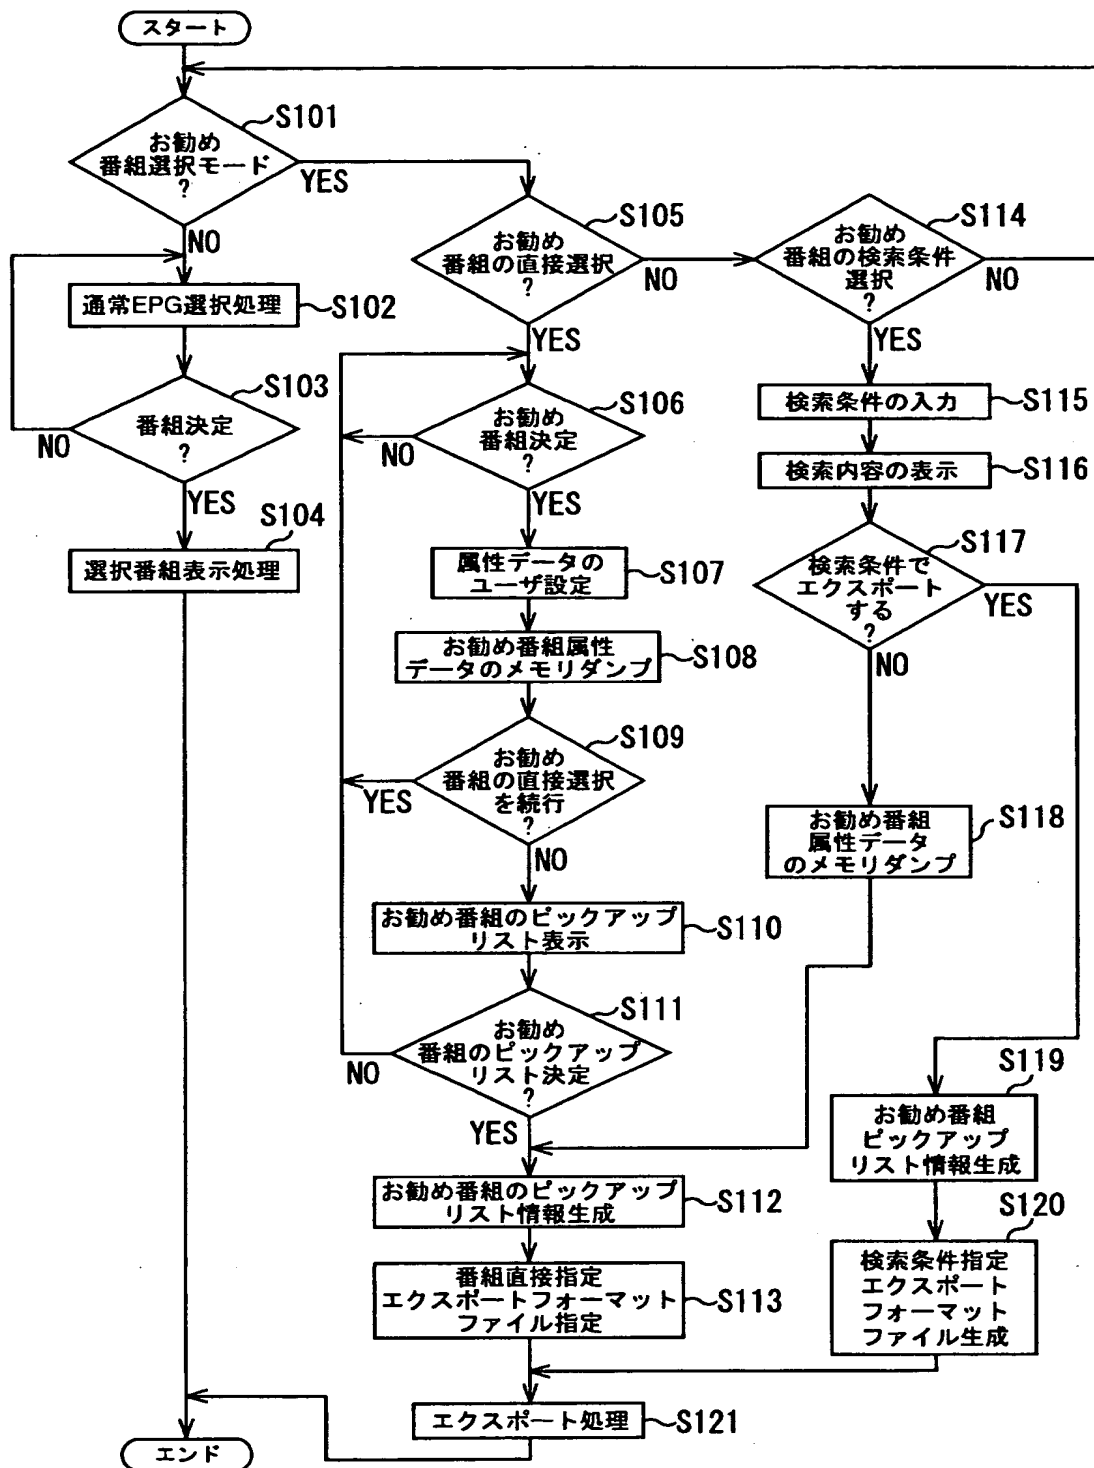 スタート
お勧め
番組選択モード
?
S101
YES
NO
通常EPG選択処理
S102
番組決定
?
S103
NO
YES
選択番組表示処理
S104
お勧め
番組の直接選択
?
S105
NO
YES
お勧め
番組決定
?
S106
NO
YES
属性データの
ユーザ設定
S107
お勧め番組属性
データのメモリダンプ
S108
お勧め
番組の直接選択
を続行
?
S109
YES
NO
お勧め番組のピックアップ
リスト表示
S110
お勧め
番組のピックアップ
リスト決定
?
S111
NO
YES
お勧め番組のピックアップ
リスト情報生成
S112
番組直接指定
エクスポートフォーマット
ファイル指定
S113
お勧め
番組の検索条件
選択
?
S114
NO
YES
検索条件の入力
S115
検索内容の表示
S116
検索条件で
エクスポート
する
?
S117
YES
NO
お勧め番組
属性データ
のメモリダンプ
S118
お勧め番組
ピックアップ
リスト情報生成
S119
検索条件指定
エクスポート
フォーマット
ファイル生成
S120
エクスポート処理
S121
エンド